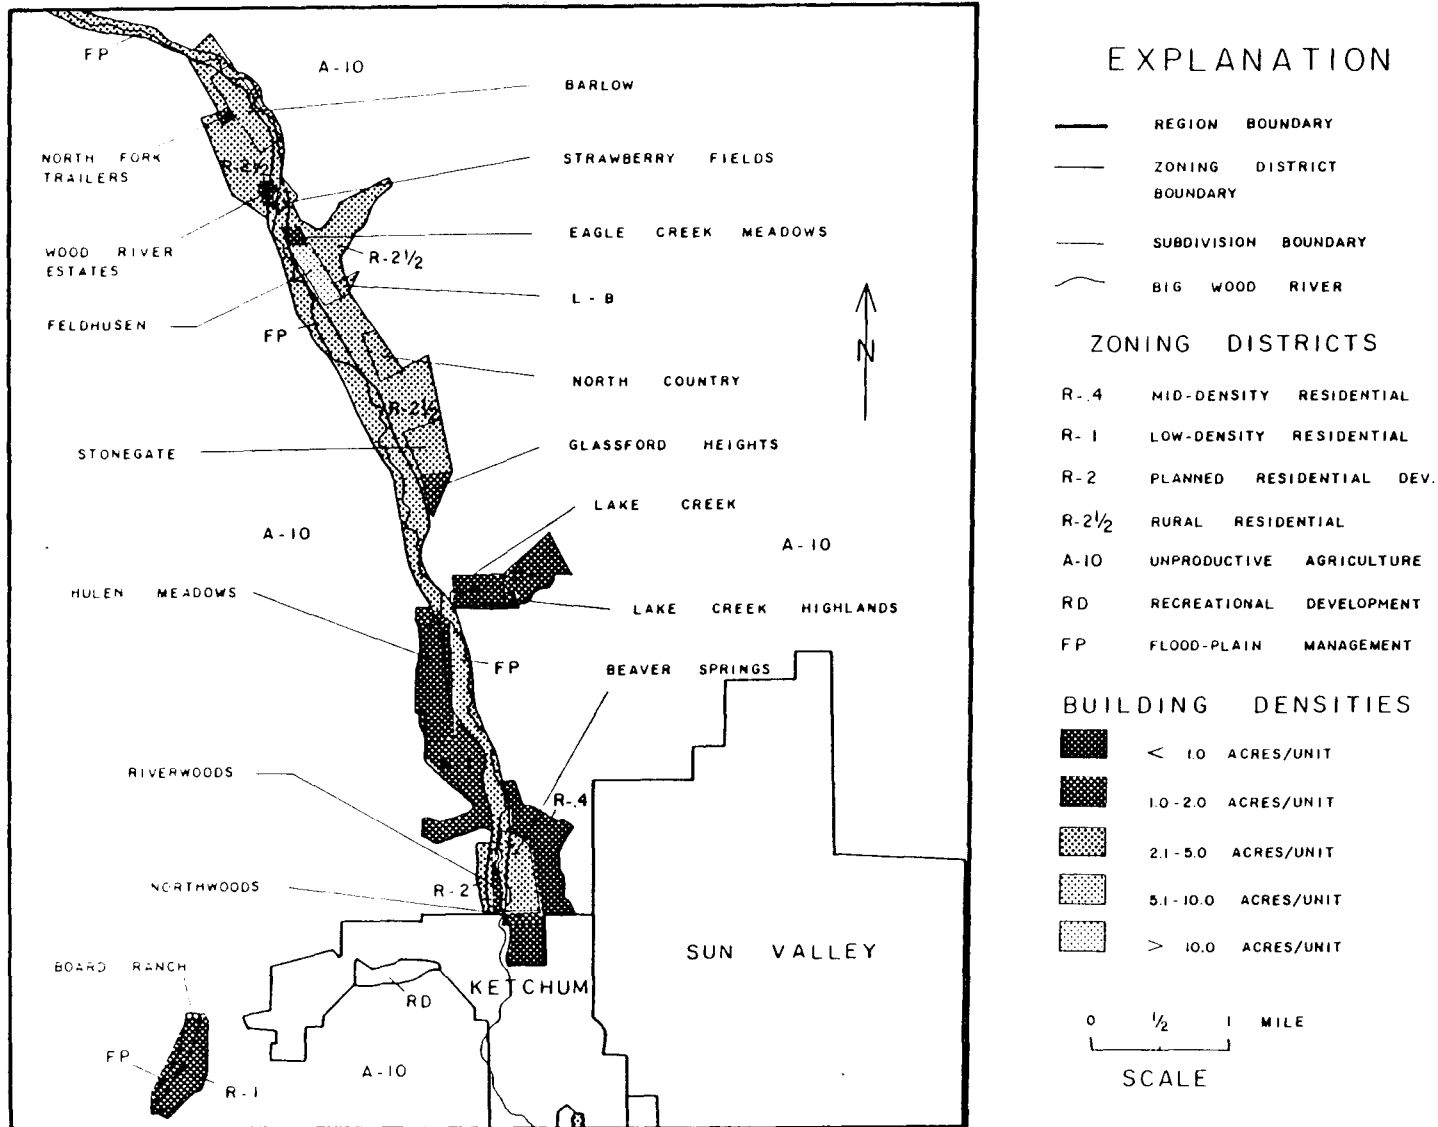 FP
A-10
BARLOW
NORTH FORK
TRAILERS
R-2½
STRAWBERRY FIELDS
WOOD RIVER
ESTATES
EAGLE CREEK MEADOWS
R-2½
L-B
FELDHUSEN
FP
NORTH COUNTRY
R-2½
STONEGATE
GLASSFORD HEIGHTS
LAKE CREEK
A-10
A-10
HULEN MEADOWS
LAKE CREEK HIGHLANDS
FP
BEAVER SPRINGS
RIVERWOODS
R-.4
NORTHWOODS
R-2
SUN VALLEY
BOARD RANCH
KETCHUM
RD
FP
R-1
A-10
N
EXPLANATION
REGION BOUNDARY
ZONING DISTRICT
BOUNDARY
SUBDIVISION BOUNDARY
BIG WOOD RIVER
ZONING DISTRICTS
R-.4 MID-DENSITY RESIDENTIAL
R-1 LOW-DENSITY RESIDENTIAL
R-2 PLANNED RESIDENTIAL DEV.
R-2½ RURAL RESIDENTIAL
A-10 UNPRODUCTIVE AGRICULTURE
RD RECREATIONAL DEVELOPMENT
FP FLOOD-PLAIN MANAGEMENT
BUILDING DENSITIES
< 1.0 ACRES/UNIT
1.0-2.0 ACRES/UNIT
2.1-5.0 ACRES/UNIT
5.1-10.0 ACRES/UNIT
> 10.0 ACRES/UNIT
0 ½ 1 MILE
SCALE